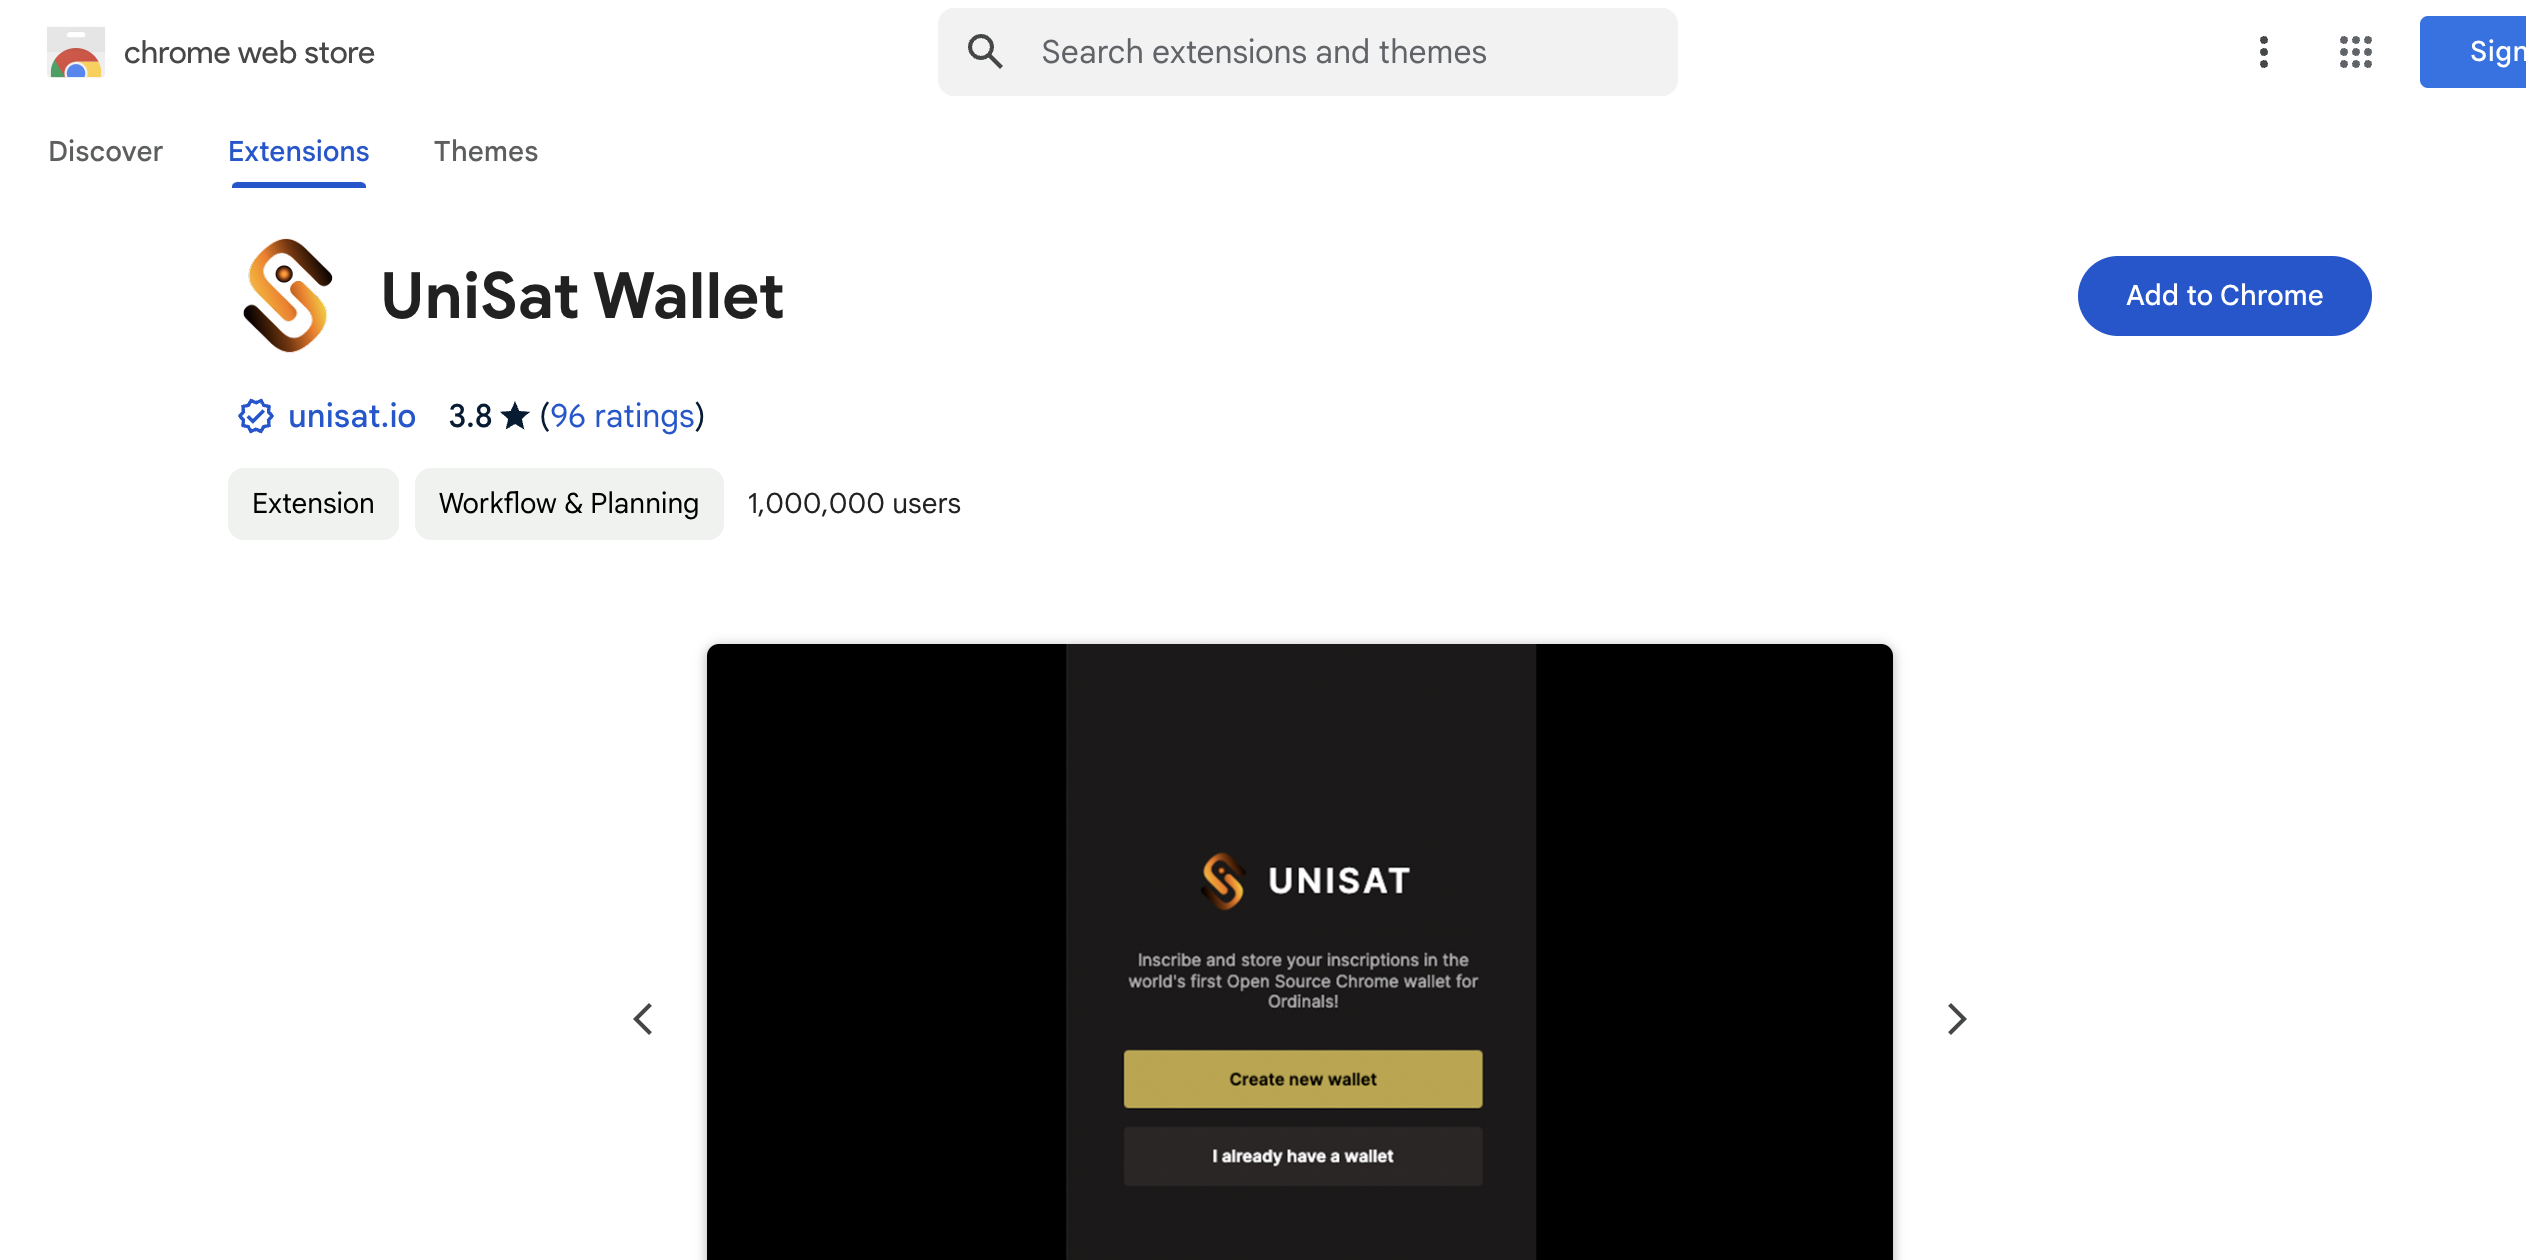 chrome web store
Search extensions and themes
Sign
Discover
Extensions
Themes
UniSat Wallet
Add to Chrome
unisat.io
3.8 ★ (96 ratings)
Extension
Workflow & Planning
1,000,000 users
UNISAT
Inscribe and store your inscriptions in the
world's first Open Source Chrome wallet for
Ordinals!
Create new wallet
I already have a wallet